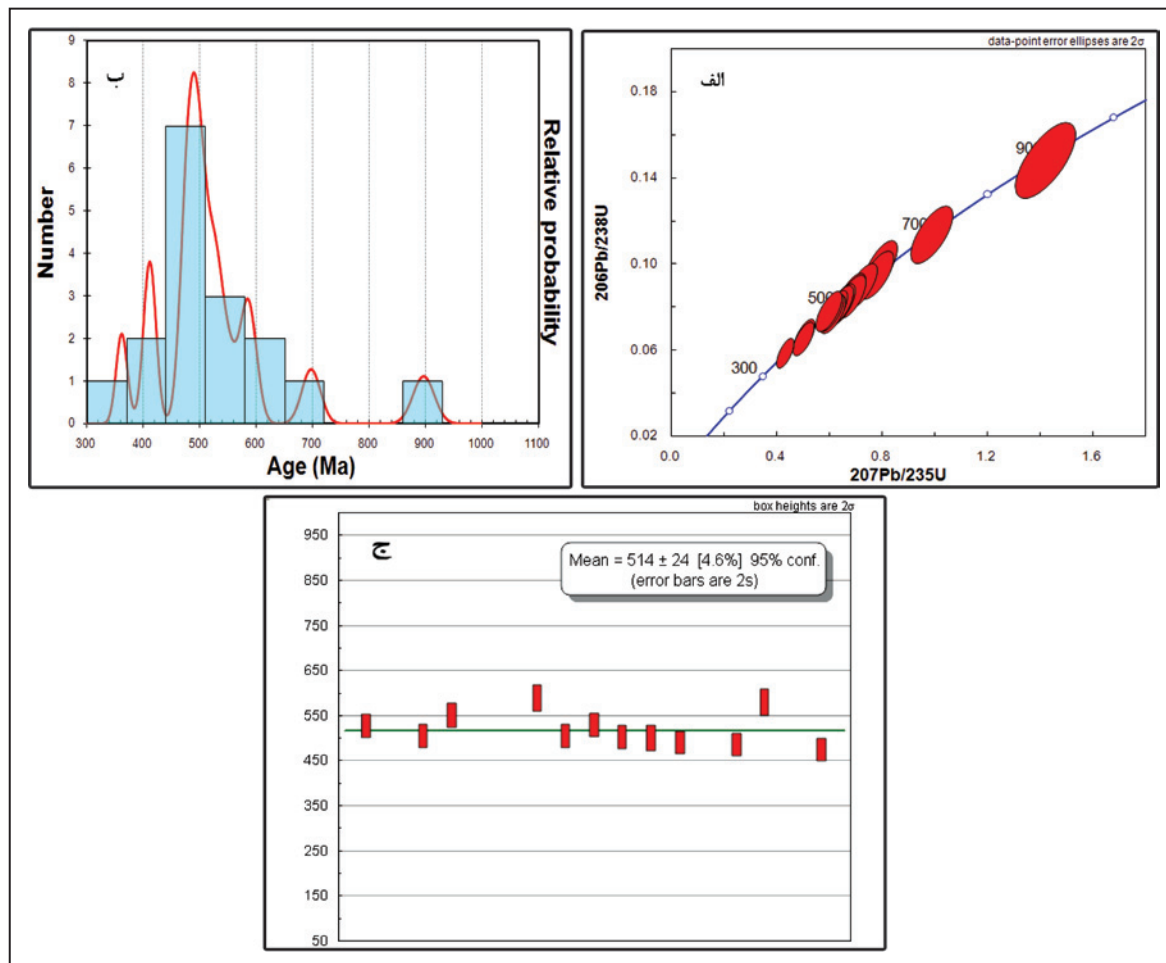 ب
9
8
7
6
5
4
3
2
1
0
300 400 500 600 700 800 900 1000 1100
Number
Relative probability
Age (Ma)
data-point error ellipses are 2σ
الف
0.18
0.14
0.10
0.06
0.02
300
500
700
0.0 0.4 0.8 1.2 1.6
206Pb/238U
207Pb/235U
box heights are 2σ
ج
Mean = 514 ± 24 [4.6%] 95% conf.
(error bars are 2s)
950
850
750
650
550
450
350
250
150
50